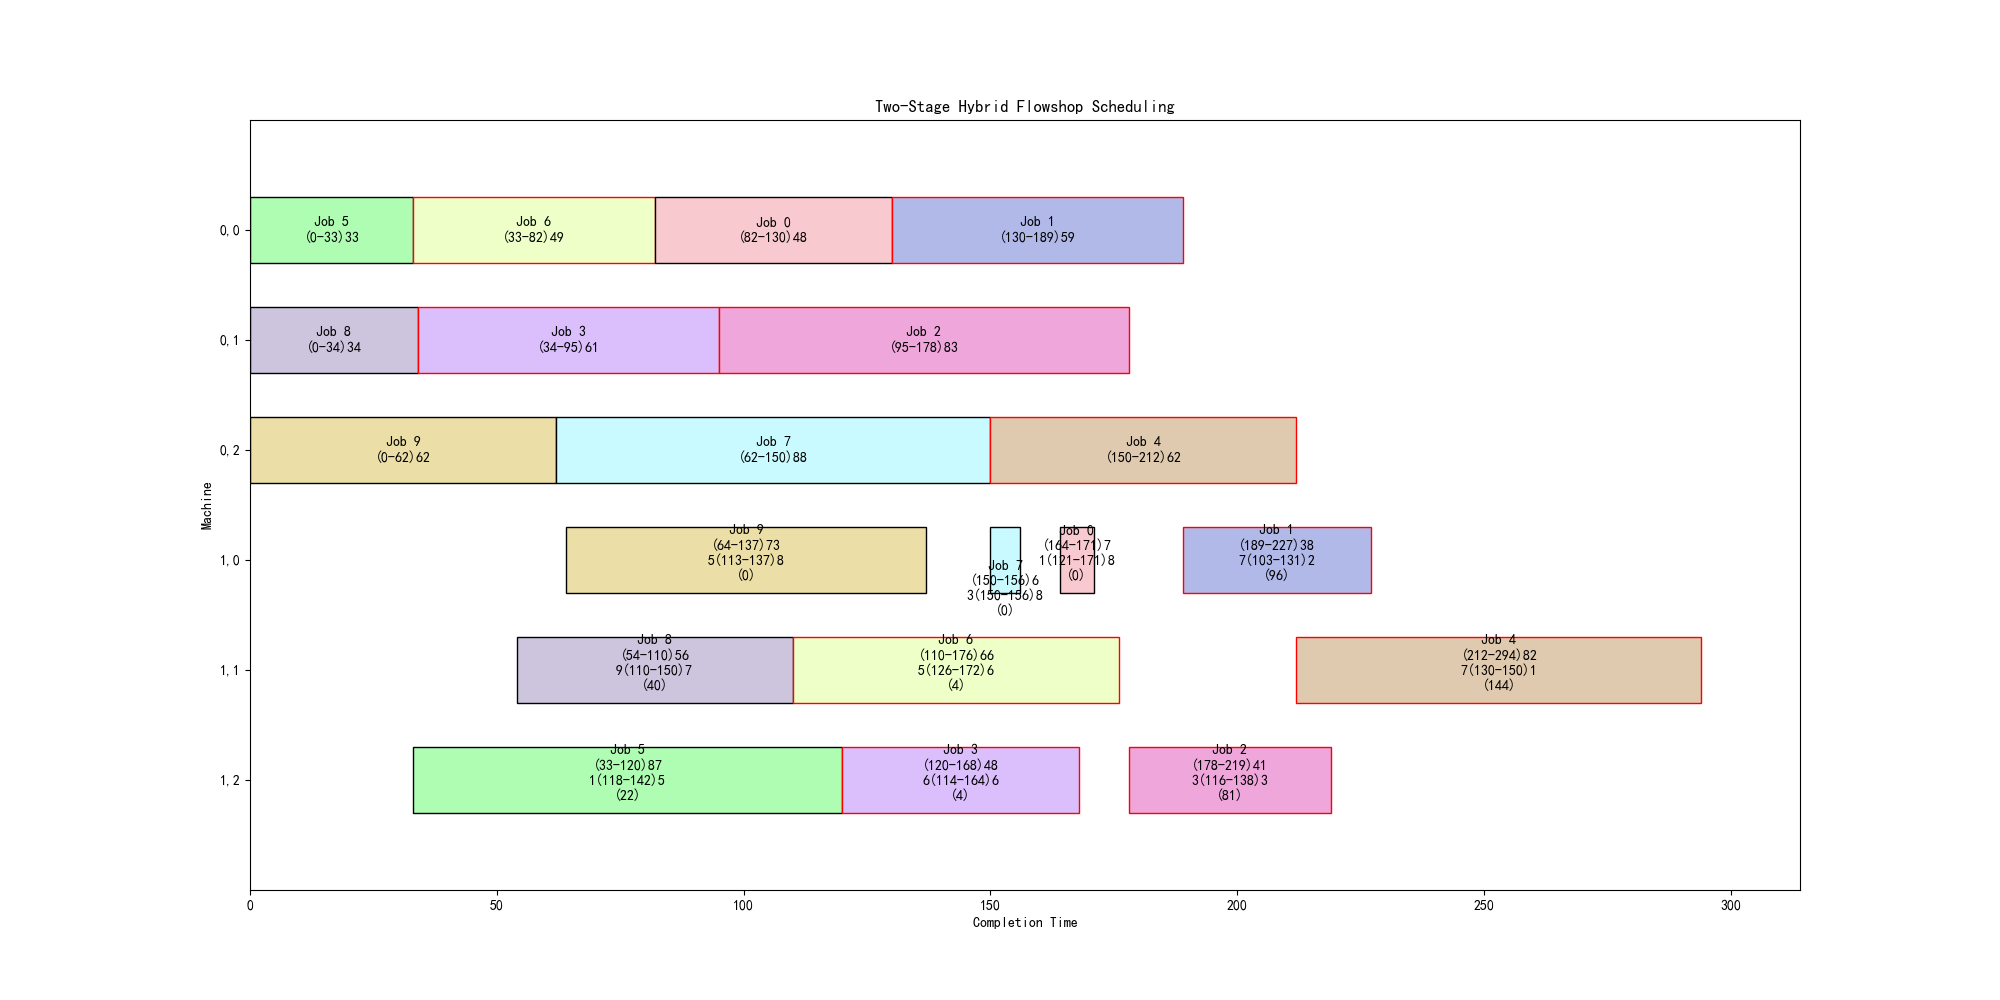 Two-Stage Hybrid Flowshop Scheduling
0,0
Job 5
(0-33)33
Job 6
(33-82)49
Job 0
(82-130)48
Job 1
(130-189)59
0,1
Job 8
(0-34)34
Job 3
(34-95)61
Job 2
(95-178)83
0,2
Job 9
(0-62)62
Job 7
(62-150)88
Job 4
(150-212)62
Machine
1,0
Job 9
(64-137)73
5(113-137)8
(0)
Job 7
(150-156)6
3(150-156)8
(0)
Job 0
(164-171)7
1(121-171)8
(0)
Job 1
(189-227)38
7(103-131)2
(96)
1,1
Job 8
(54-110)56
9(110-150)7
(40)
Job 6
(110-176)66
5(126-172)6
(4)
Job 4
(212-294)82
7(130-150)1
(144)
1,2
Job 5
(33-120)87
1(118-142)5
(22)
Job 3
(120-168)48
6(114-164)6
(4)
Job 2
(178-219)41
3(116-138)3
(81)
0
50
100
150
200
250
300
Completion Time